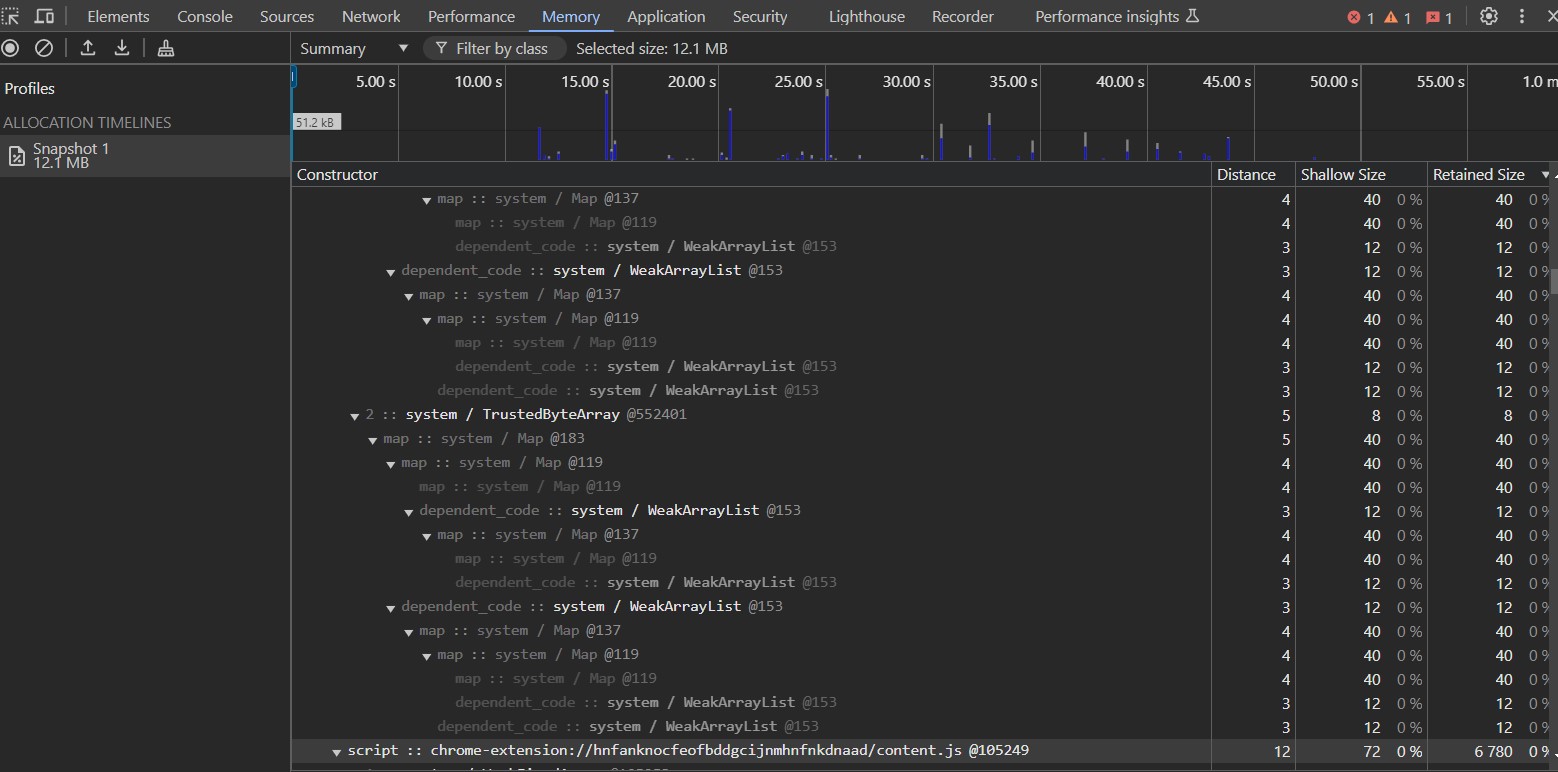 Elements Console Sources Network Performance Memory Application Security Lighthouse Recorder Performance insights 1 1 1
Summary Filter by class Selected size: 12.1 MB
Profiles
ALLOCATION TIMELINES
Snapshot 1
12.1 MB
5.00 s 10.00 s 15.00 s 20.00 s 25.00 s 30.00 s 35.00 s 40.00 s 45.00 s 50.00 s 55.00 s 1.0 m
51.2 kB
Constructor Distance Shallow Size Retained Size
map :: system / Map @137 4 40 0 % 40 0 %
map :: system / Map @119 4 40 0 % 40 0 %
dependent_code :: system / WeakArrayList @153 3 12 0 % 12 0 %
dependent_code :: system / WeakArrayList @153 3 12 0 % 12 0 %
map :: system / Map @137 4 40 0 % 40 0 %
map :: system / Map @119 4 40 0 % 40 0 %
map :: system / Map @119 4 40 0 % 40 0 %
dependent_code :: system / WeakArrayList @153 3 12 0 % 12 0 %
dependent_code :: system / WeakArrayList @153 3 12 0 % 12 0 %
2 :: system / TrustedByteArray @552401 5 8 0 % 8 0 %
map :: system / Map @183 5 40 0 % 40 0 %
map :: system / Map @119 4 40 0 % 40 0 %
map :: system / Map @119 4 40 0 % 40 0 %
dependent_code :: system / WeakArrayList @153 3 12 0 % 12 0 %
map :: system / Map @137 4 40 0 % 40 0 %
map :: system / Map @119 4 40 0 % 40 0 %
dependent_code :: system / WeakArrayList @153 3 12 0 % 12 0 %
dependent_code :: system / WeakArrayList @153 3 12 0 % 12 0 %
map :: system / Map @137 4 40 0 % 40 0 %
map :: system / Map @119 4 40 0 % 40 0 %
map :: system / Map @119 4 40 0 % 40 0 %
dependent_code :: system / WeakArrayList @153 3 12 0 % 12 0 %
dependent_code :: system / WeakArrayList @153 3 12 0 % 12 0 %
script :: chrome-extension://hnfanknocfeofbddgcijnmhnfnkdnaad/content.js @105249 12 72 0 % 6 780 0 %